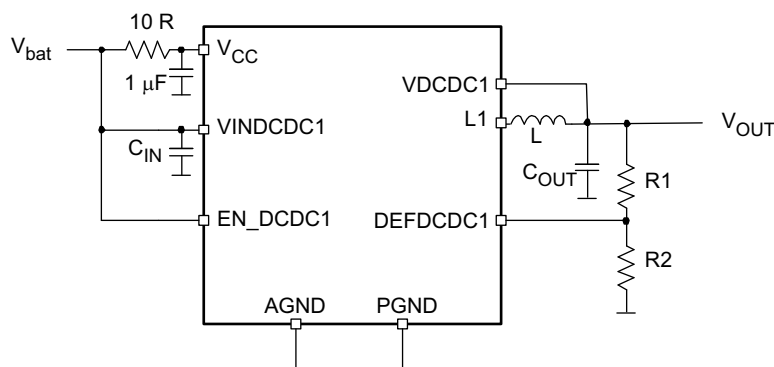 10 R
V_bat
V_CC
1 μF
VDCDC1
L1
L
V_OUT
VINDCDC1
C_IN
C_OUT
R1
EN_DCDC1
DEFDCDC1
R2
AGND
PGND